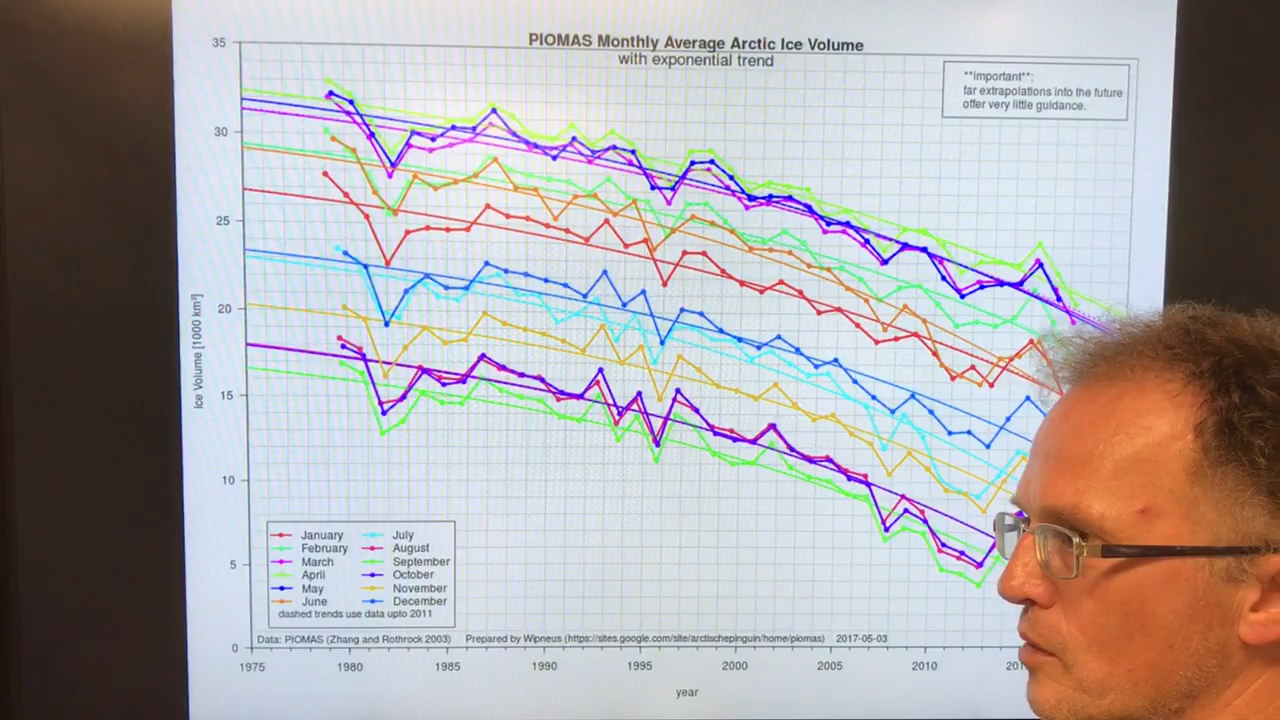 PIOMAS Monthly Average Arctic Ice Volume
with exponential trend
**important**:
far extrapolations into the future
offer very little guidance.
35
30
25
20
15
10
5
0
Ice Volume [1000 km³]
January
February
March
April
May
June
July
August
September
October
November
December
dashed trends use data upto 2011
Data: PIOMAS (Zhang and Rothrock 2003) Prepared by Wipneus (https://sites.google.com/site/arctischepinguin/home/piomas) 2017-05-03
1975 1980 1985 1990 1995 2000 2005 2010
year